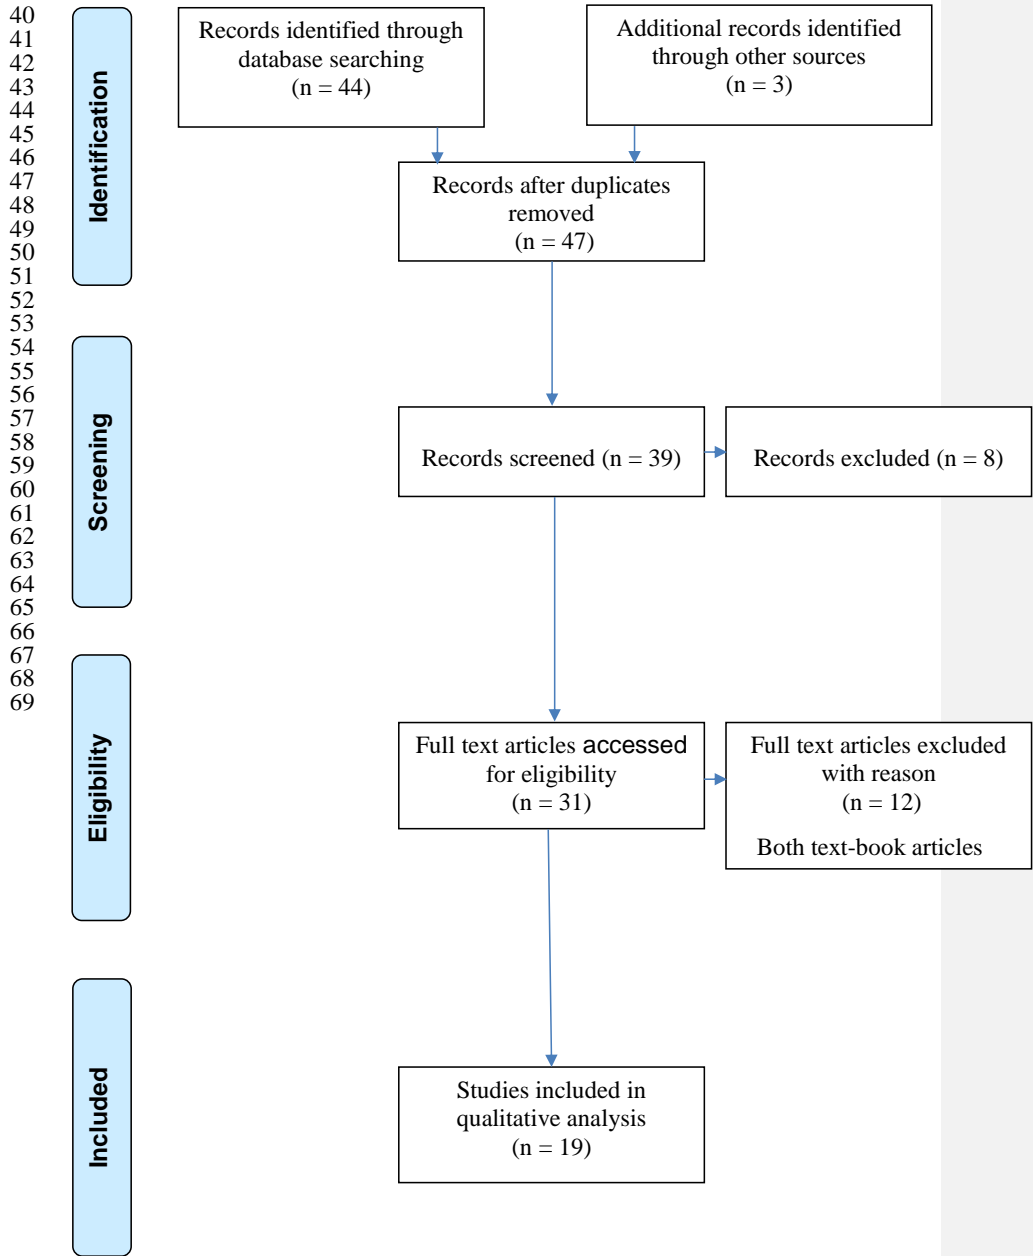 40
41
42
43
44
45
46
47
48
49
50
51
52
53
54
55
56
57
58
59
60
61
62
63
64
65
66
67
68
69
Identification
Records identified through
database searching
(n = 44)
Additional records identified
through other sources
(n = 3)
Records after duplicates
removed
(n = 47)
Screening
Records screened (n = 39)
Records excluded (n = 8)
Eligibility
Full text articles accessed
for eligibility
(n = 31)
Full text articles excluded
with reason
(n = 12)
Both text-book articles
Included
Studies included in
qualitative analysis
(n = 19)